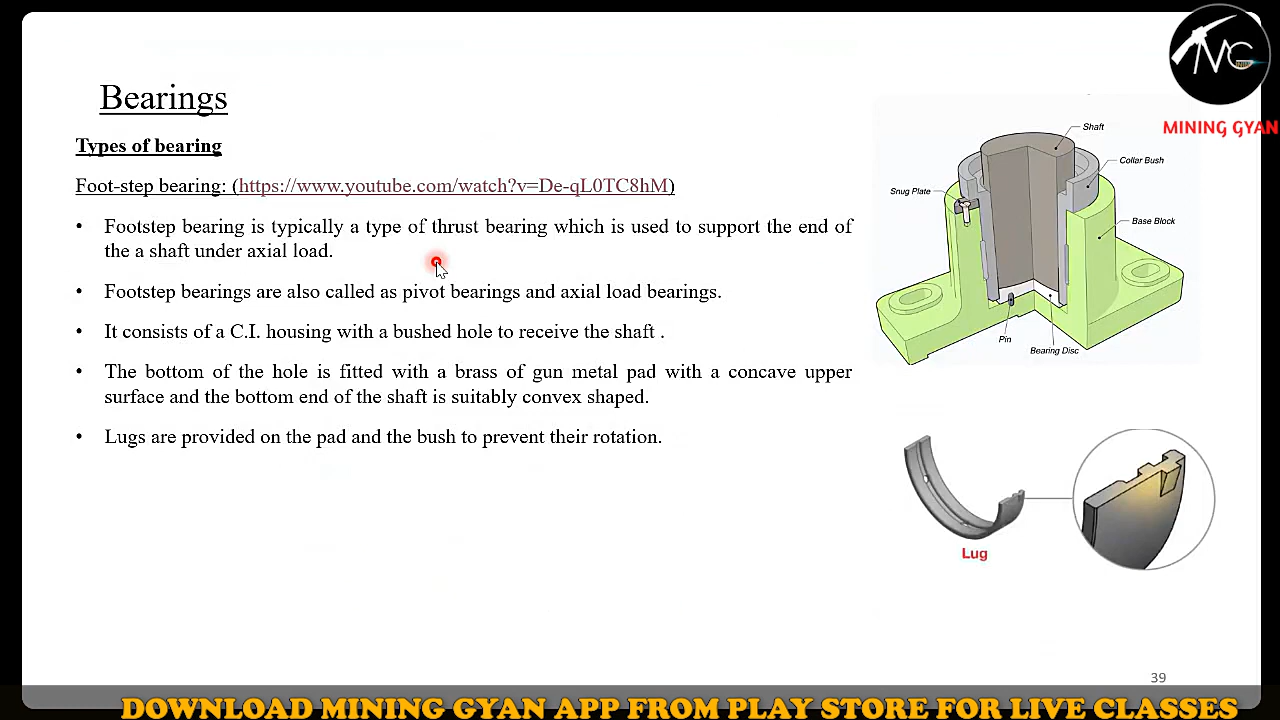 MG
MINING GYAN
Bearings
Types of bearing
Foot-step bearing: (https://www.youtube.com/watch?v=De-qL0TC8hM)
• Footstep bearing is typically a type of thrust bearing which is used to support the end of
the a shaft under axial load.
• Footstep bearings are also called as pivot bearings and axial load bearings.
• It consists of a C.I. housing with a bushed hole to receive the shaft .
• The bottom of the hole is fitted with a brass of gun metal pad with a concave upper
surface and the bottom end of the shaft is suitably convex shaped.
• Lugs are provided on the pad and the bush to prevent their rotation.
Shaft
Collar Bush
Snug Plate
Base Block
Pin
Bearing Disc
Lug
39
DOWNLOAD MINING GYAN APP FROM PLAY STORE FOR LIVE CLASSES